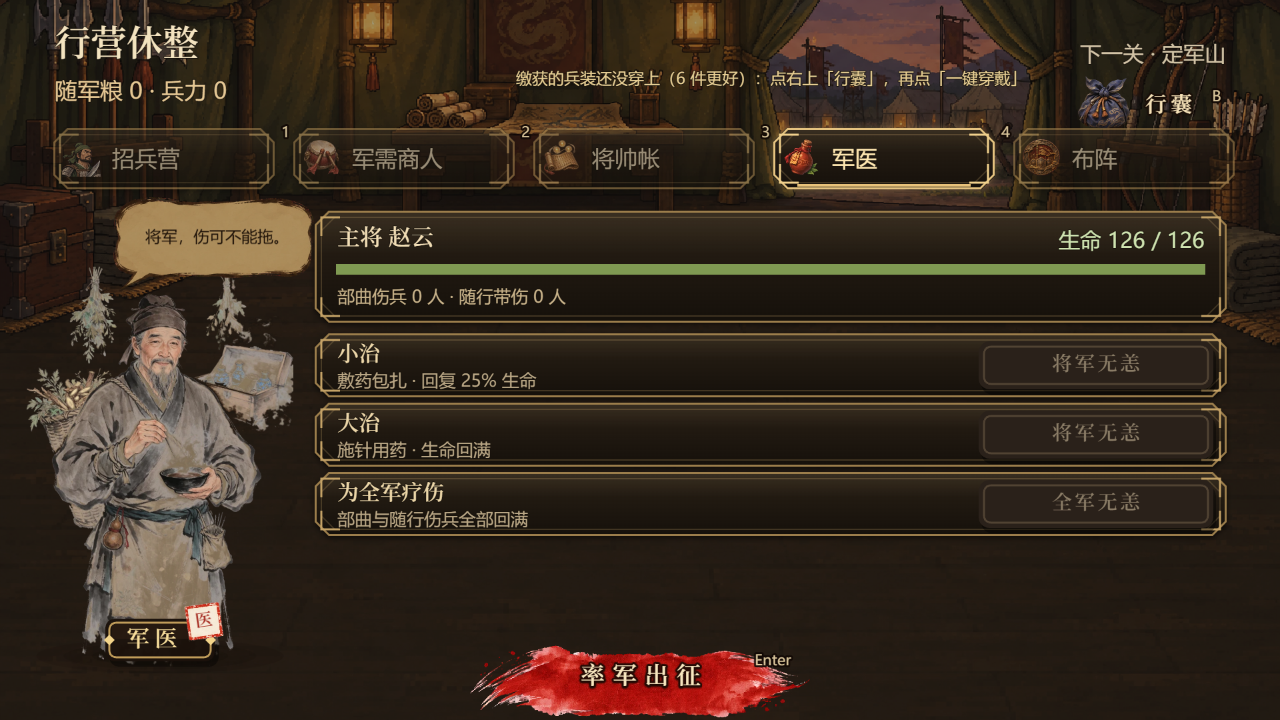 行营休整
随军粮 0 · 兵力 0
缴获的兵装还没穿上（6 件更好）：点右上「行囊」，再点「一键穿戴」
下一关 · 定军山
行囊
B
招兵营
1
军需商人
2
将帅帐
3
军医
4
布阵
将军，伤可不能拖。
主将 赵云
生命 126 / 126
部曲伤兵 0 人 · 随行带伤 0 人
小治
敷药包扎 · 回复 25% 生命
将军无恙
大治
施针用药 · 生命回满
将军无恙
为全军疗伤
部曲与随行伤兵全部回满
全军无恙
医
军医
率军出征
Enter